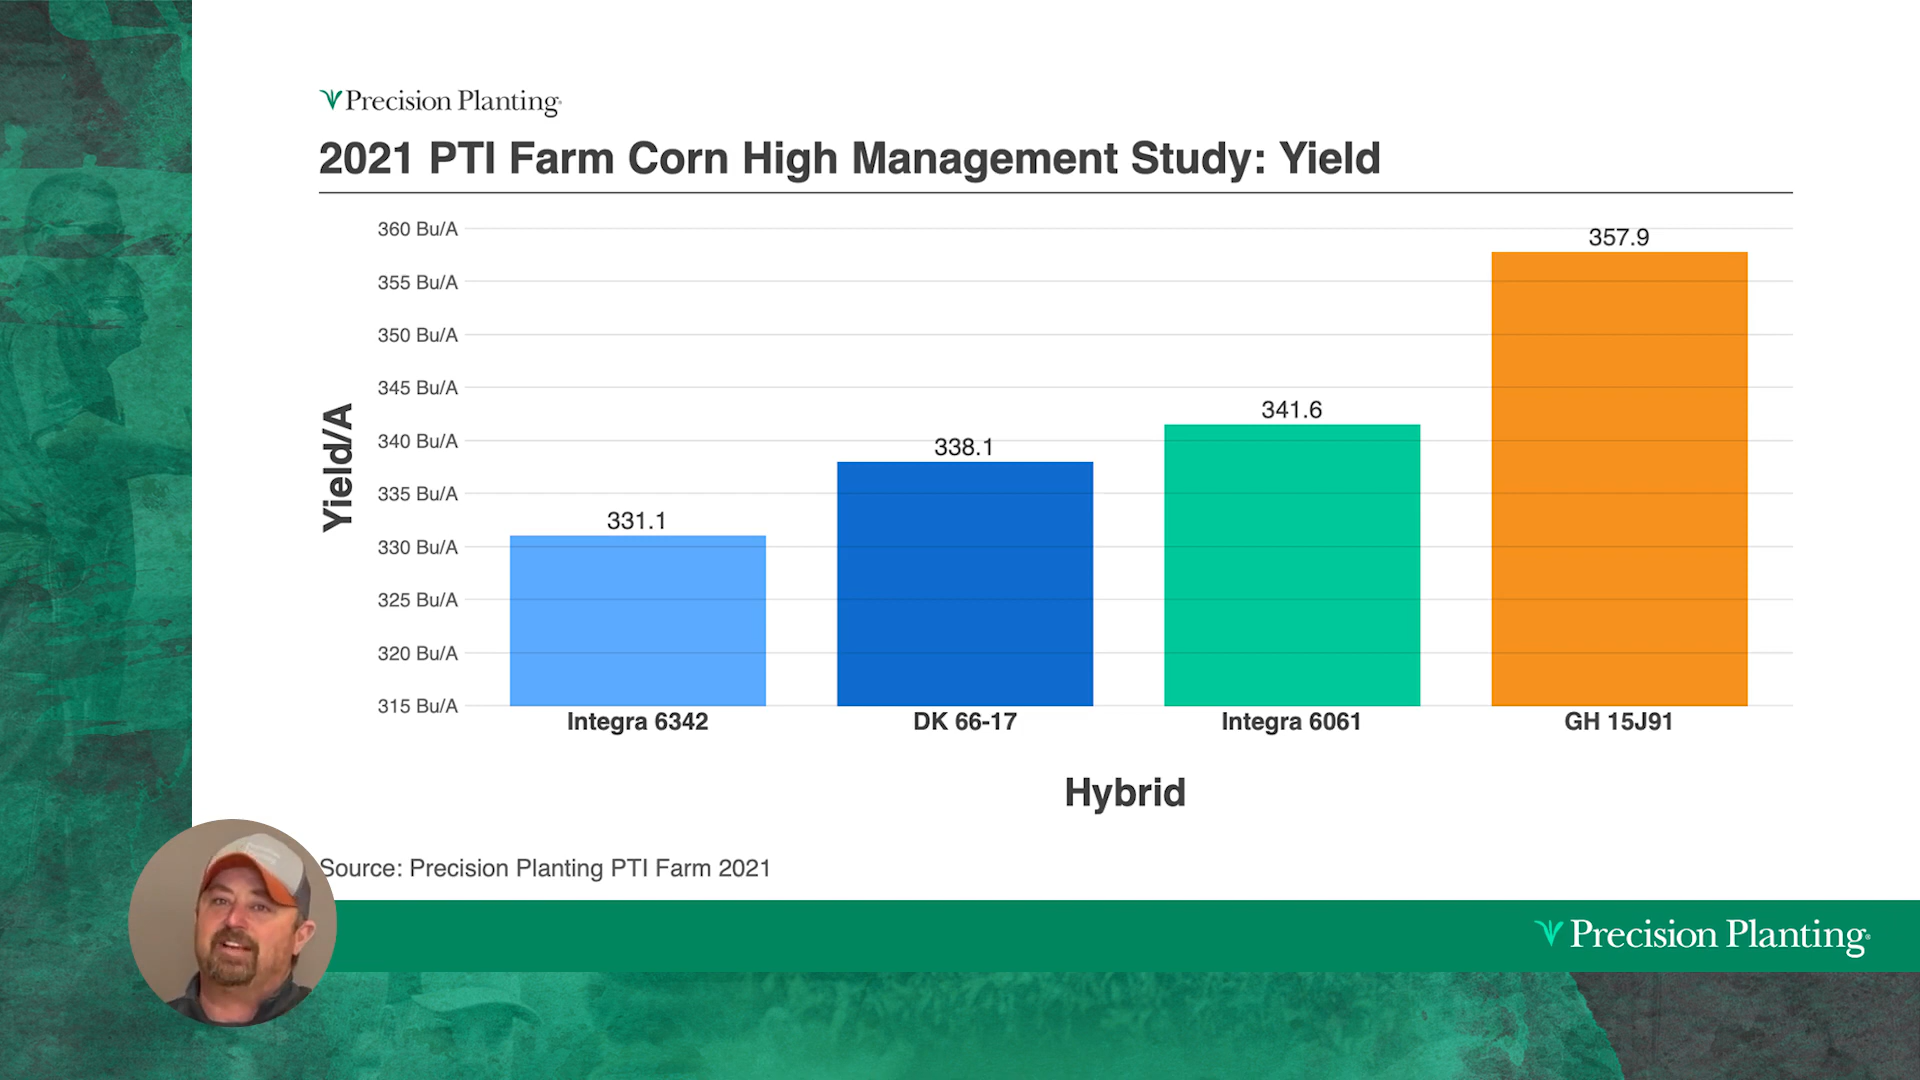 Precision Planting
2021 PTI Farm Corn High Management Study: Yield
Yield/A
360 Bu/A
355 Bu/A
350 Bu/A
345 Bu/A
340 Bu/A
335 Bu/A
330 Bu/A
325 Bu/A
320 Bu/A
315 Bu/A
331.1
338.1
341.6
357.9
Integra 6342
DK 66-17
Integra 6061
GH 15J91
Hybrid
Source: Precision Planting PTI Farm 2021
Precision Planting